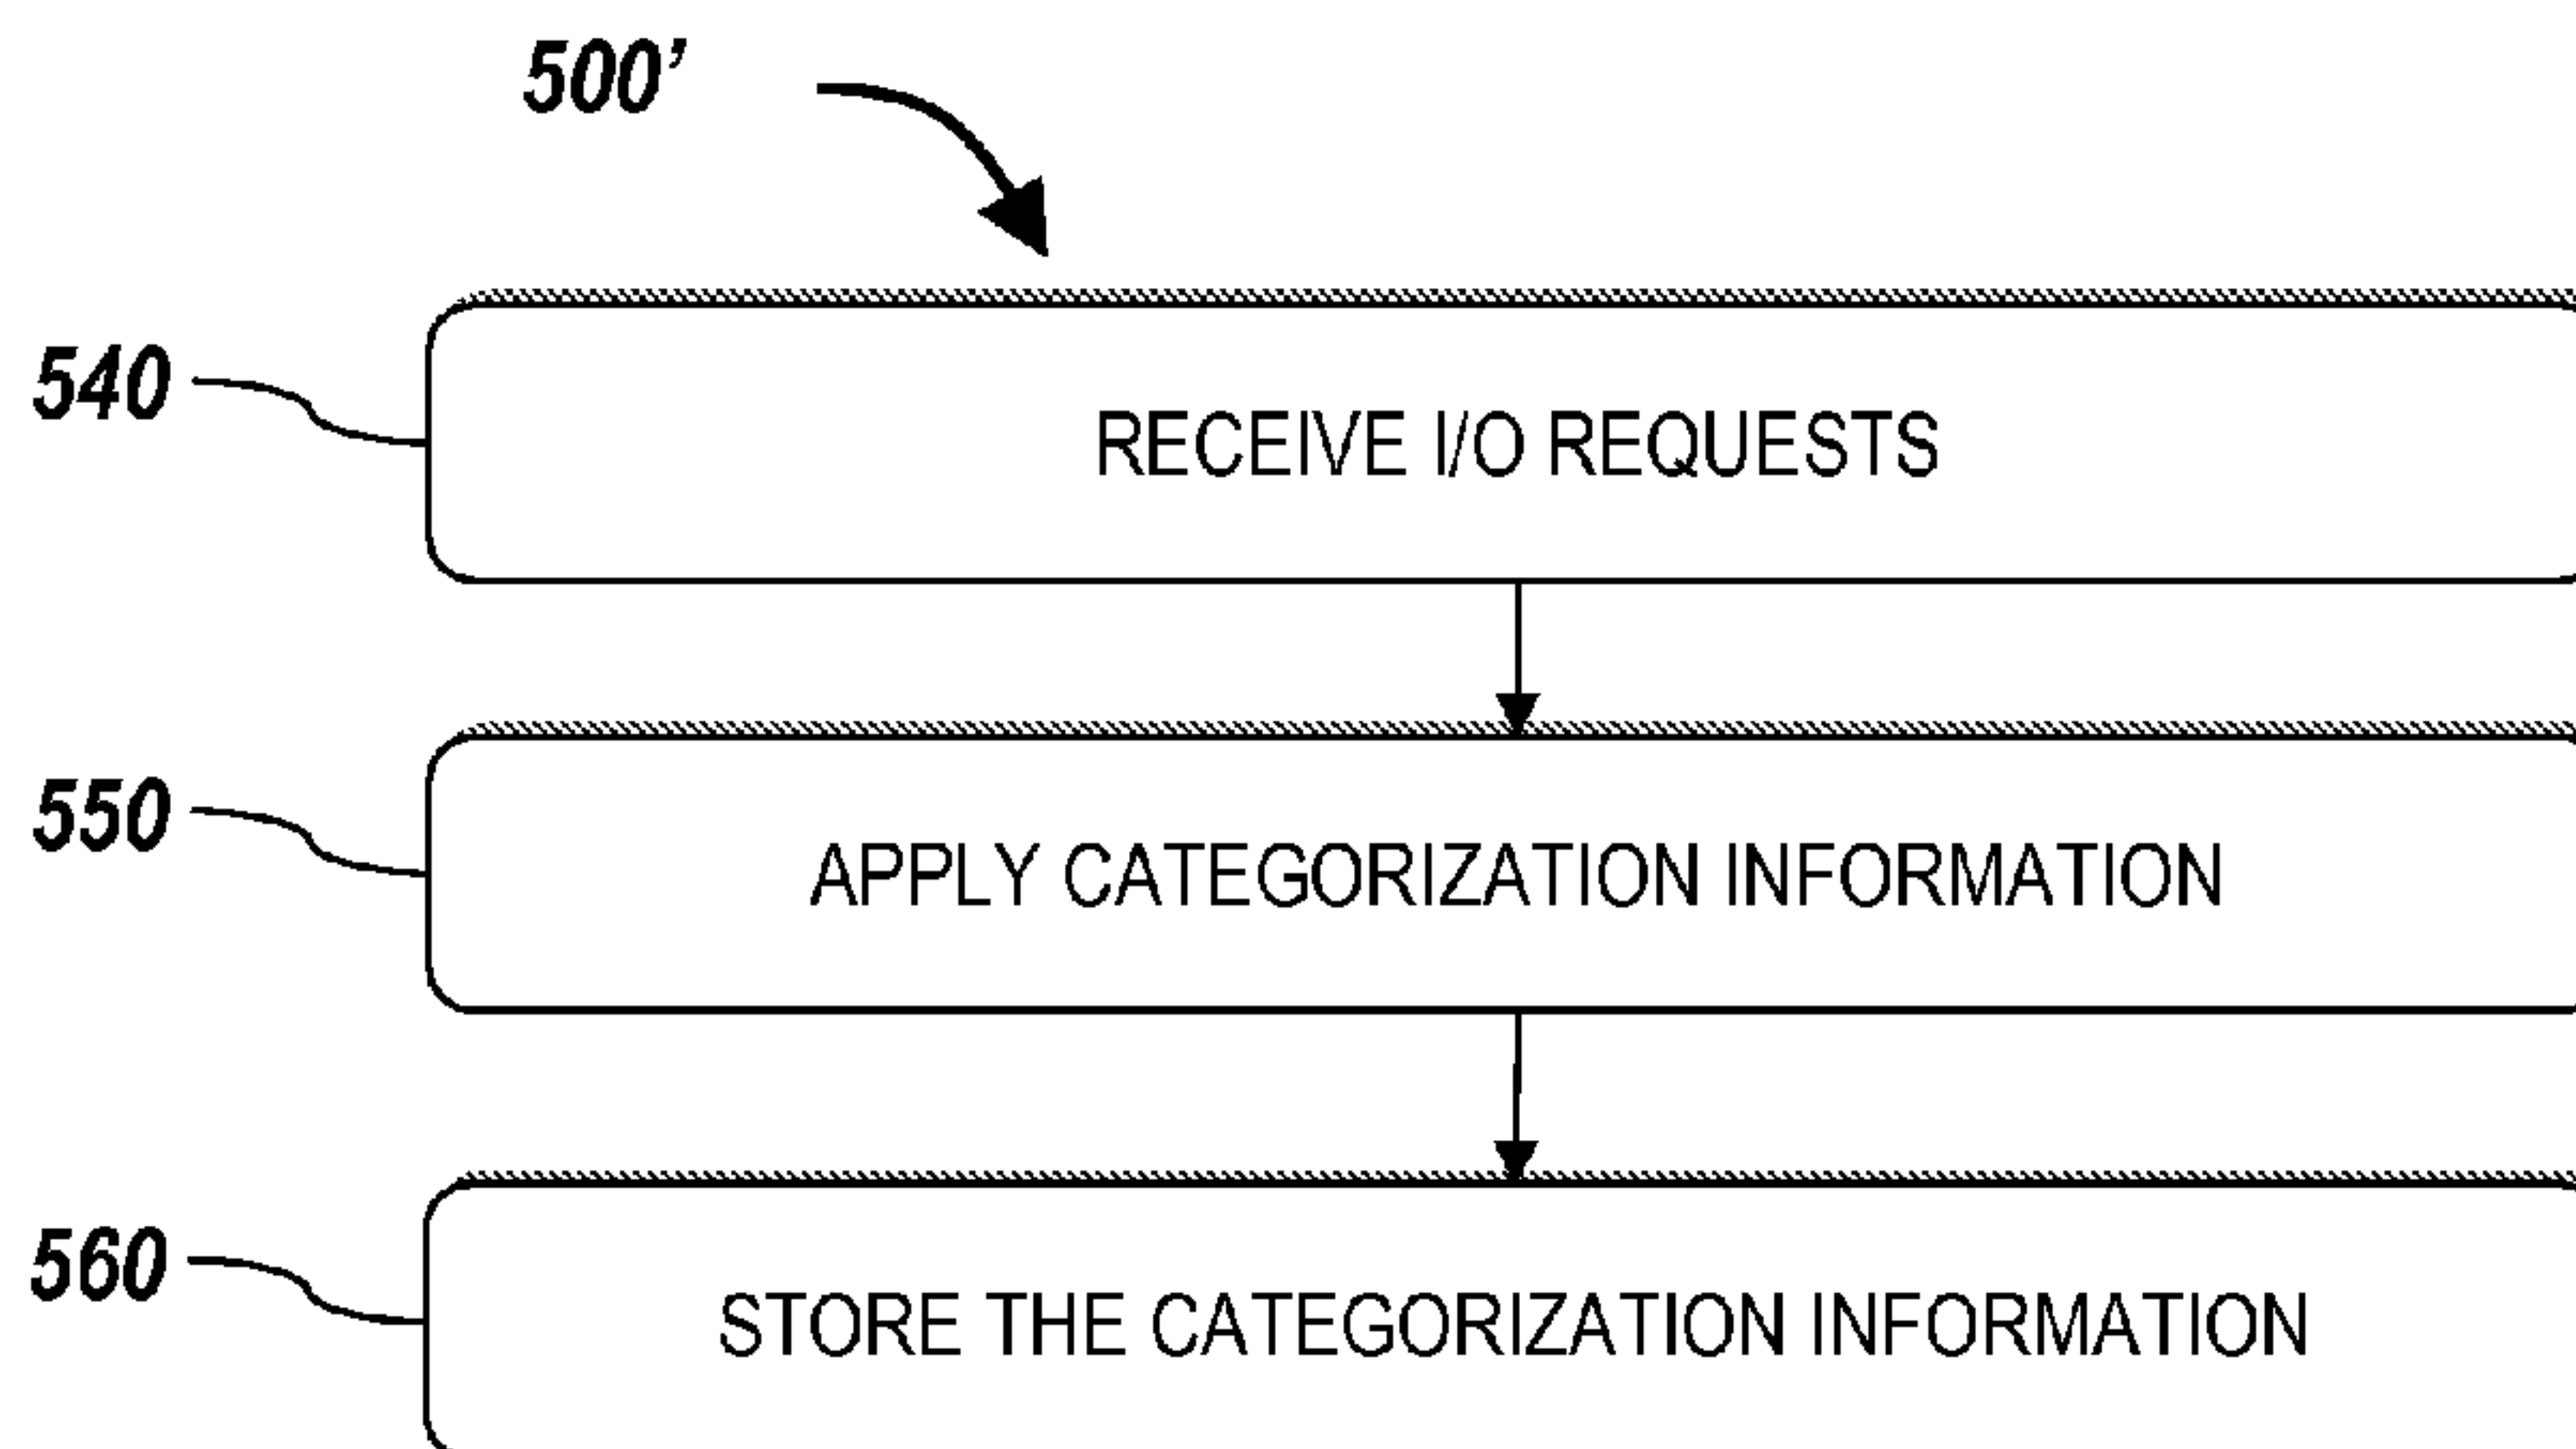 500’
540
RECEIVE I/O REQUESTS
550
APPLY CATEGORIZATION INFORMATION
560
STORE THE CATEGORIZATION INFORMATION